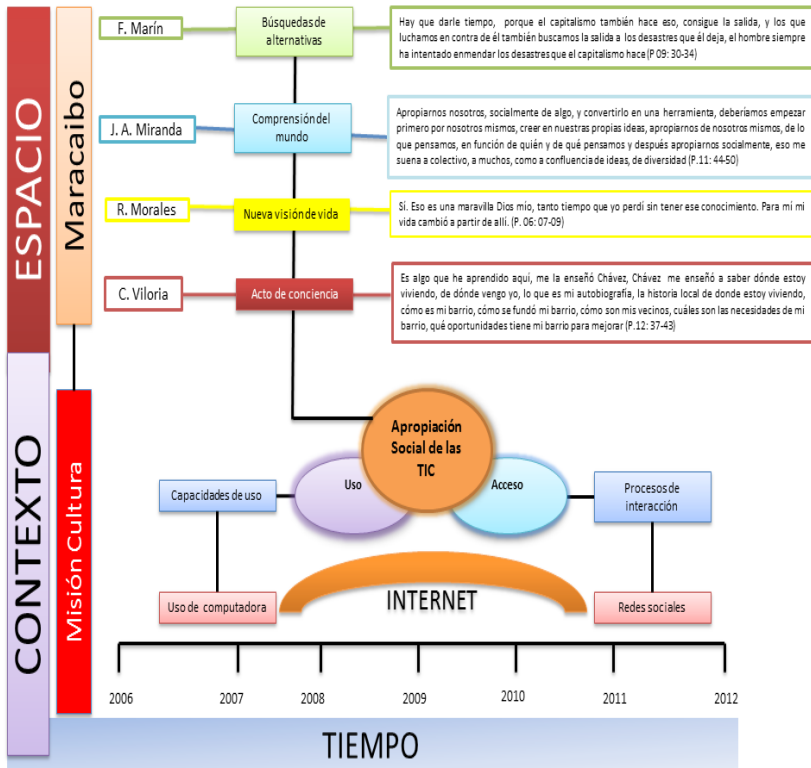 ESPACIO
Maracaibo
F. Marín
Búsquedas de
alternativas
Hay que darle tiempo, porque el capitalismo también hace eso, consigue la salida, y los que
luchamos en contra de él también buscamos la salida a los desastres que él deja, el hombre siempre
ha intentado enmendar los desastres que el capitalismo hace (P 09: 30-34)
J. A. Miranda
Comprensión del
mundo
Apropiarnos nosotros, socialmente de algo, y convertirlo en una herramienta, deberíamos empezar
primero por nosotros mismos, creer en nuestras propias ideas, apropiarnos de nosotros mismos, de lo
que pensamos, en función de quién y de qué pensamos y después apropiarnos socialmente, eso me
suena a colectivo, a muchos, como a confluencia de ideas, de diversidad (P.11: 44-50)
R. Morales
Nueva visión de vida
Sí. Eso es una maravilla Dios mío, tanto tiempo que yo perdí sin tener ese conocimiento. Para mí mi
vida cambió a partir de allí. (P. 06: 07-09)
C. Viloria
Acto de conciencia
Es algo que he aprendido aquí, me la enseñó Chávez, Chávez me enseñó a saber dónde estoy
viviendo, de dónde vengo yo, lo que es mi autobiografía, la historia local de donde estoy viviendo,
cómo es mi barrio, cómo se fundó mi barrio, cómo son mis vecinos, cuáles son las necesidades de mi
barrio, qué oportunidades tiene mi barrio para mejorar (P.12: 37-43)
CONTEXTO
Misión Cultura
Apropiación
Social de las
TIC
Uso
Acceso
Capacidades de uso
Procesos de
interacción
Uso de computadora
INTERNET
Redes sociales
2006 2007 2008 2009 2010 2011 2012
TIEMPO